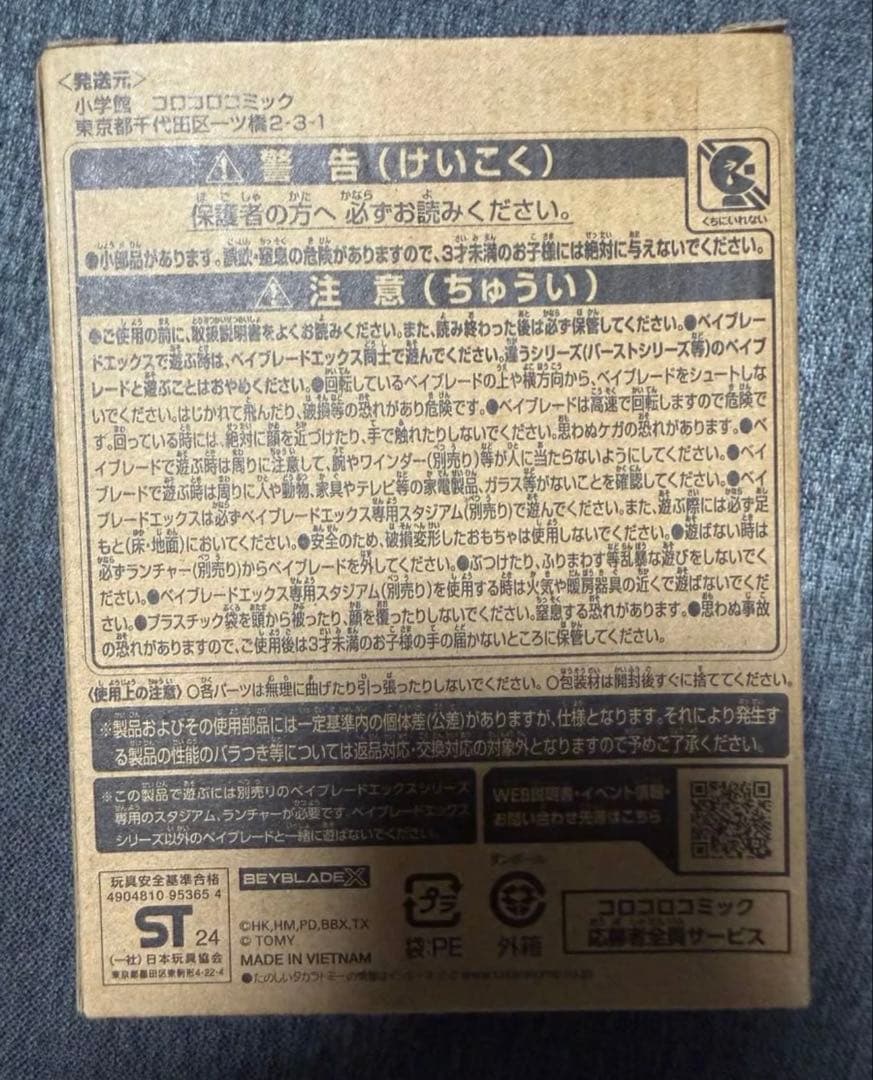 <発送元>
小学館 コロコロコミック
東京都千代田区一ツ橋2-3-1
警告(けいこく)
くちにいれない
保護者の方へ 必ずお読みください。
●小部品があります。誤飲・窒息の危険がありますので、3才未満のお子様には絶対に与えないでください。
注意(ちゅうい)
●ご使用の前に、取扱説明書をよくお読みください。また、読み終わった後は必ず保管してください。●ベイブレー
ドエックスで遊ぶ時は、ベイブレードエックス同士で遊んでください。違うシリーズ(バーストシリーズ等)のベイブ
レードと遊ぶことはおやめください。●回転しているベイブレードの上や横方向から、ベイブレードをシュートしな
いでください。はじかれて飛んだり、破損等の恐れがあり危険です。●ベイブレードは高速で回転しますので危険で
す。回っている時には、絶対に顔を近づけたり、手で触れたりしないでください。思わぬケガの恐れがあります。●ベ
イブレードで遊ぶ時は周りに注意して、腕やワインダー(別売り)等が人に当たらないようにしてください。●ベイ
ブレードで遊ぶ時は周りに人や動物、家具やテレビ等の家電製品、ガラス等がないことを確認してください。●ベイ
ブレードエックスは必ずベイブレードエックス専用スタジアム(別売り)で遊んでください。また、遊ぶ際には必ず足
もと(床・地面)においてください。●安全のため、破損変形したおもちゃは使用しないでください。●遊ばない時は
必ずランチャー(別売り)からベイブレードを外してください。●ぶつけたり、ふりまわす等乱暴な遊びをしないでく
ださい。●ベイブレードエックス専用スタジアム(別売り)を使用する時は火気や暖房器具の近くで遊ばないでくだ
さい。●プラスチック袋を頭から被ったり、顔を覆ったりしないでください。窒息する恐れがあります。●思わぬ事故
の恐れがありますので、ご使用後は3才未満のお子様の手の届かないところに保管してください。
〈使用上の注意〉○各パーツは無理に曲げたり引っ張ったりしないでください。○包装材は開封後すぐに捨ててください。
※製品およびその使用部品には一定基準内の個体差(公差)がありますが、仕様となります。それにより発生す
る製品の性能のバラつき等については返品対応・交換対応の対象外となりますので予めご了承ください。
※この製品で遊ぶには別売りのベイブレードエックスシリーズ
専用のスタジアム、ランチャーが必要です。ベイブレードエックス
シリーズ以外のベイブレードと一緒に遊ばないでください。
WEB説明書・イベント情報・
お問い合わせ先等はこちら
玩具安全基準合格
4904810 95365 4
ST 24
(一社)日本玩具協会
東京都墨田区東駒形4-22-4
BEYBLADE X
©HK,HM,PD,BBX,TX
© TOMY
MADE IN VIETNAM
プラ
袋:PE
ダンボール
外箱
コロコロコミック
応募者全員サービス